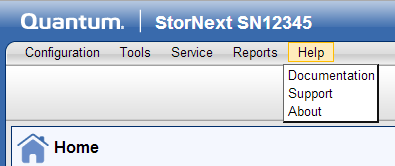 Quantum. StorNext SN12345
Configuration Tools Service Reports Help
Documentation
Support
About
Home